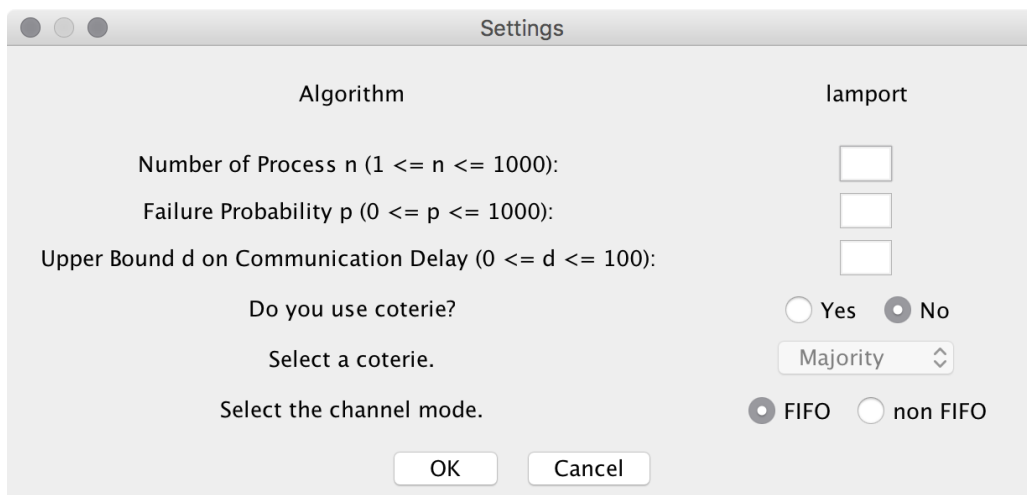 Settings
Algorithm lamport
Number of Process n (1 <= n <= 1000):
Failure Probability p (0 <= p <= 1000):
Upper Bound d on Communication Delay (0 <= d <= 100):
Do you use coterie? Yes No
Select a coterie. Majority
Select the channel mode. FIFO non FIFO
OK Cancel